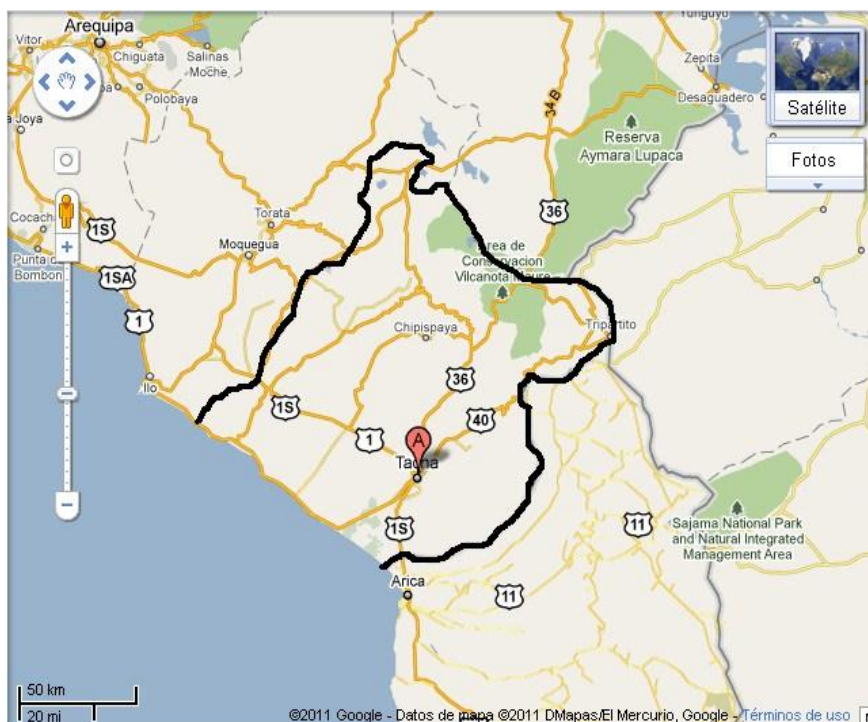 Arequipa
Yunguyo
Vitor
Chiguata
Salinas
Moche
Zepita
Polobaya
Desaguadero
Satélite
a Joya
34 B
Reserva
Aymara Lupaca
Fotos
Cocacha
1S
Torata
36
Punta de
Bombon
Moquegua
1SA
Area de
Conservacion
Vilcanota Maure
1
Chipispaya
Tripartito
Ilo
36
1S
40
1
A
Tacna
1S
11
Sajama National Park
and Natural Integrated
Management Area
Arica
11
50 km
20 mi
©2011 Google - Datos de mapa ©2011 DMapas/El Mercurio, Google - Términos de uso